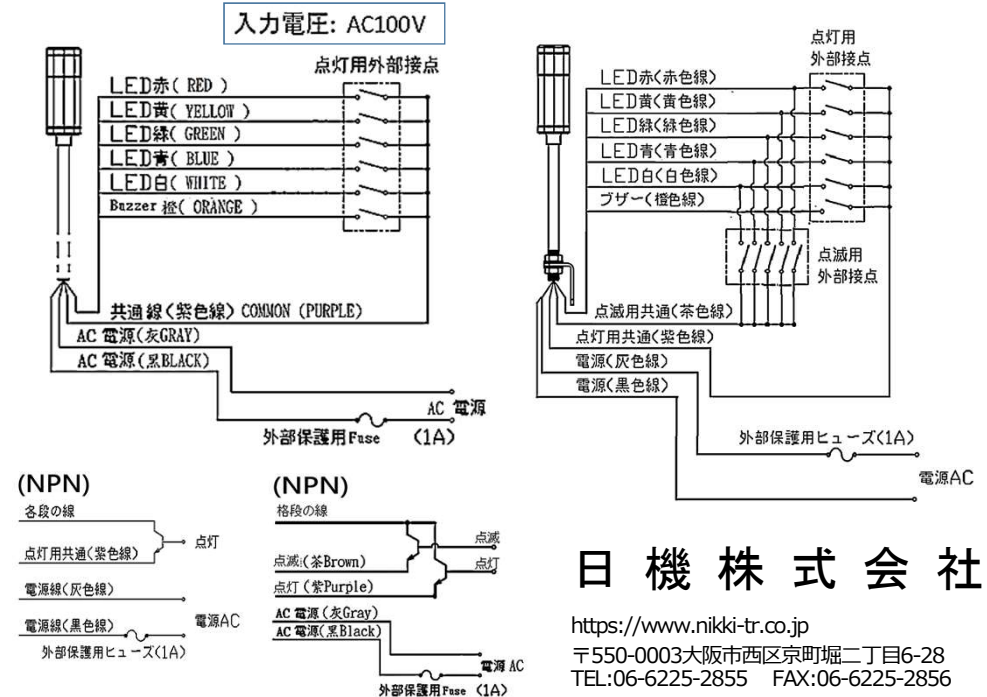 入力電圧: AC100V
点灯用外部接点
LED赤( RED )
LED黄( YELLOW )
LED緑( GREEN )
LED青( BLUE )
LED白( WHITE )
Buzzer 橙( ORANGE )
共通線(紫色線) COMMON (PURPLE)
AC 電源(灰GRAY)
AC 電源(黒BLACK)
AC 電源
外部保護用Fuse (1A)
点灯用
外部接点
LED赤(赤色線)
LED黄(黄色線)
LED緑(緑色線)
LED青(青色線)
LED白(白色線)
ブザー(橙色線)
点滅用
外部接点
点滅用共通(茶色線)
点灯用共通(紫色線)
電源(灰色線)
電源(黒色線)
外部保護用ヒューズ(1A)
電源AC
(NPN)
各段の線
点灯
点灯用共通(紫色線)
電源線(灰色線)
電源AC
電源線(黒色線)
外部保護用ヒューズ(1A)
(NPN)
格段の線
点滅
点滅(茶Brown)
点灯
点灯(紫Purple)
AC 電源(灰Gray)
AC 電源(黒Black)
電源 AC
外部保護用Fuse (1A)
日機株式会社
https://www.nikki-tr.co.jp
〒550-0003大阪市西区京町堀二丁目6-28
TEL:06-6225-2855 FAX:06-6225-2856